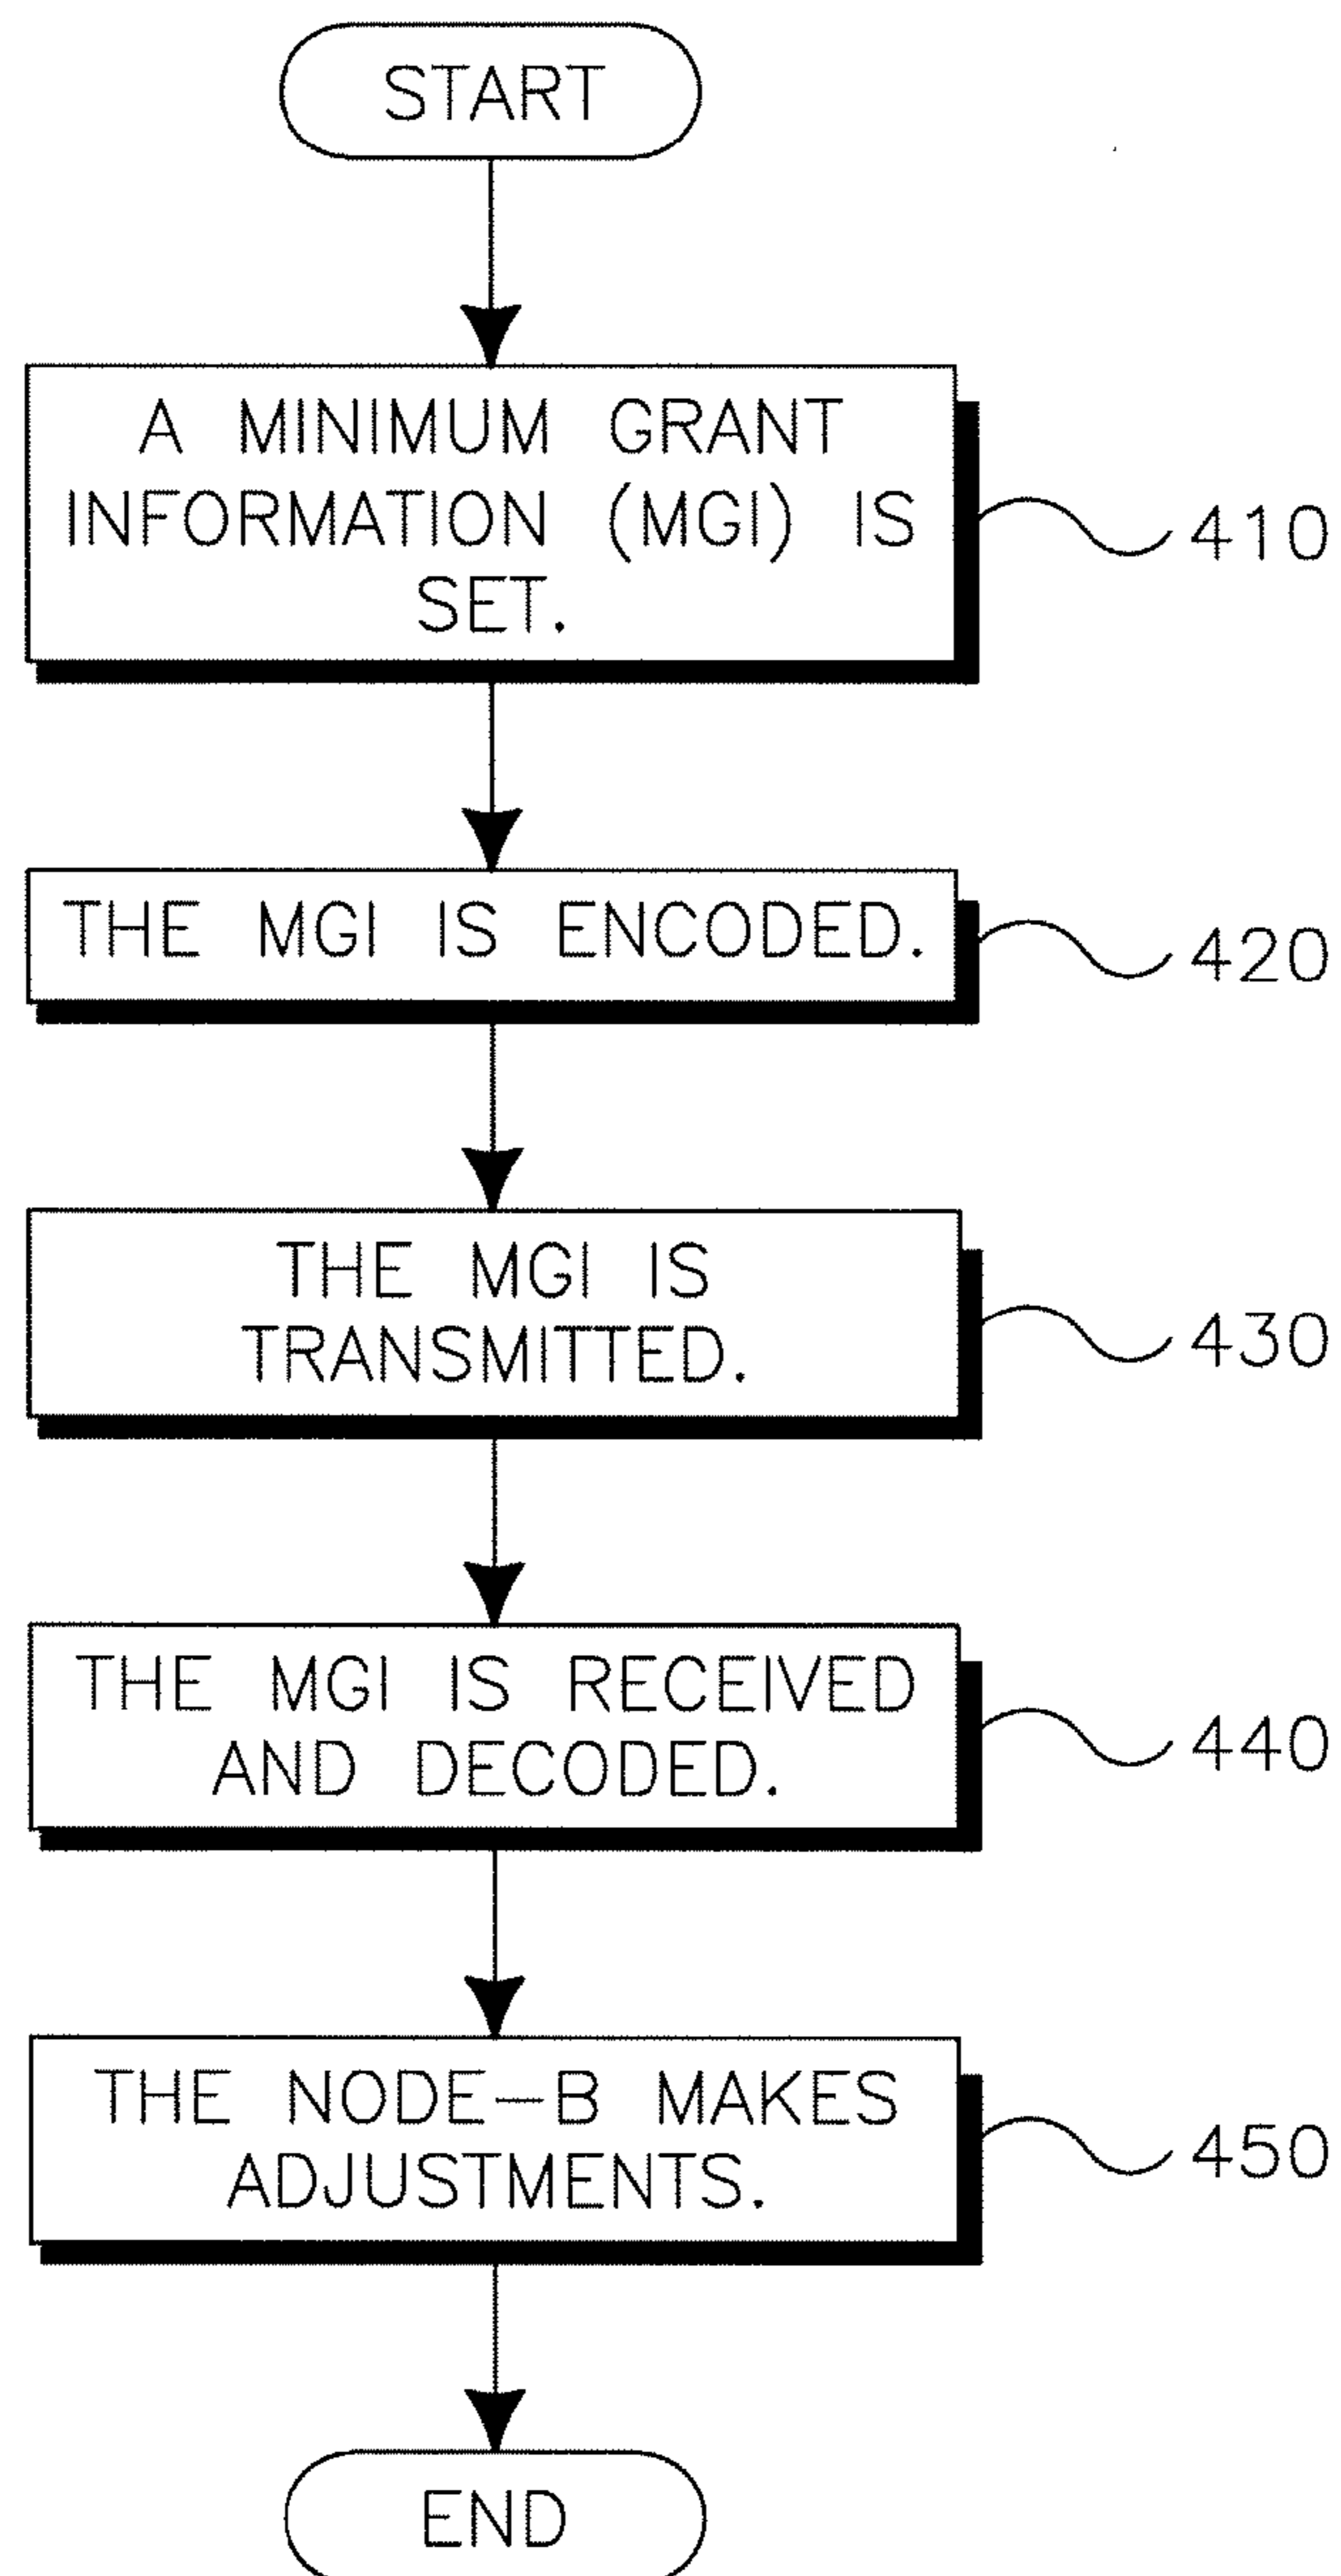 START
A MINIMUM GRANT
INFORMATION (MGI) IS
SET.
410
THE MGI IS ENCODED.
420
THE MGI IS
TRANSMITTED.
430
THE MGI IS RECEIVED
AND DECODED.
440
THE NODE-B MAKES
ADJUSTMENTS.
450
END